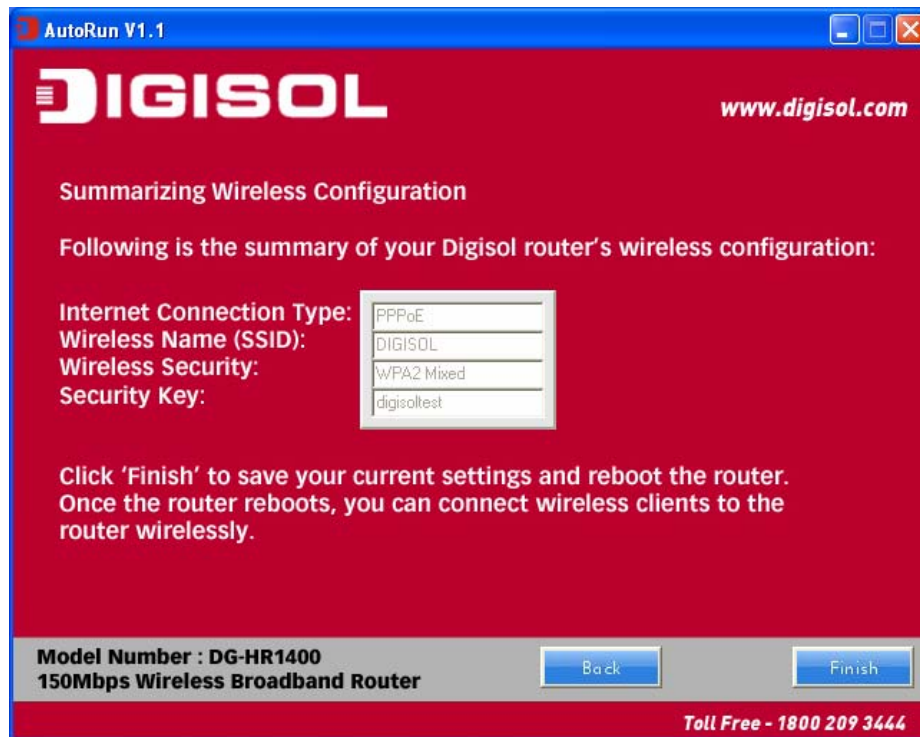 AutoRun V1.1
DIGISOL
www.digisol.com
Summarizing Wireless Configuration
Following is the summary of your Digisol router's wireless configuration:
Internet Connection Type: PPPoE
Wireless Name (SSID): DIGISOL
Wireless Security: WPA2 Mixed
Security Key: digisoltest
Click 'Finish' to save your current settings and reboot the router.
Once the router reboots, you can connect wireless clients to the
router wirelessly.
Model Number : DG-HR1400
150Mbps Wireless Broadband Router
Back
Finish
Toll Free - 1800 209 3444